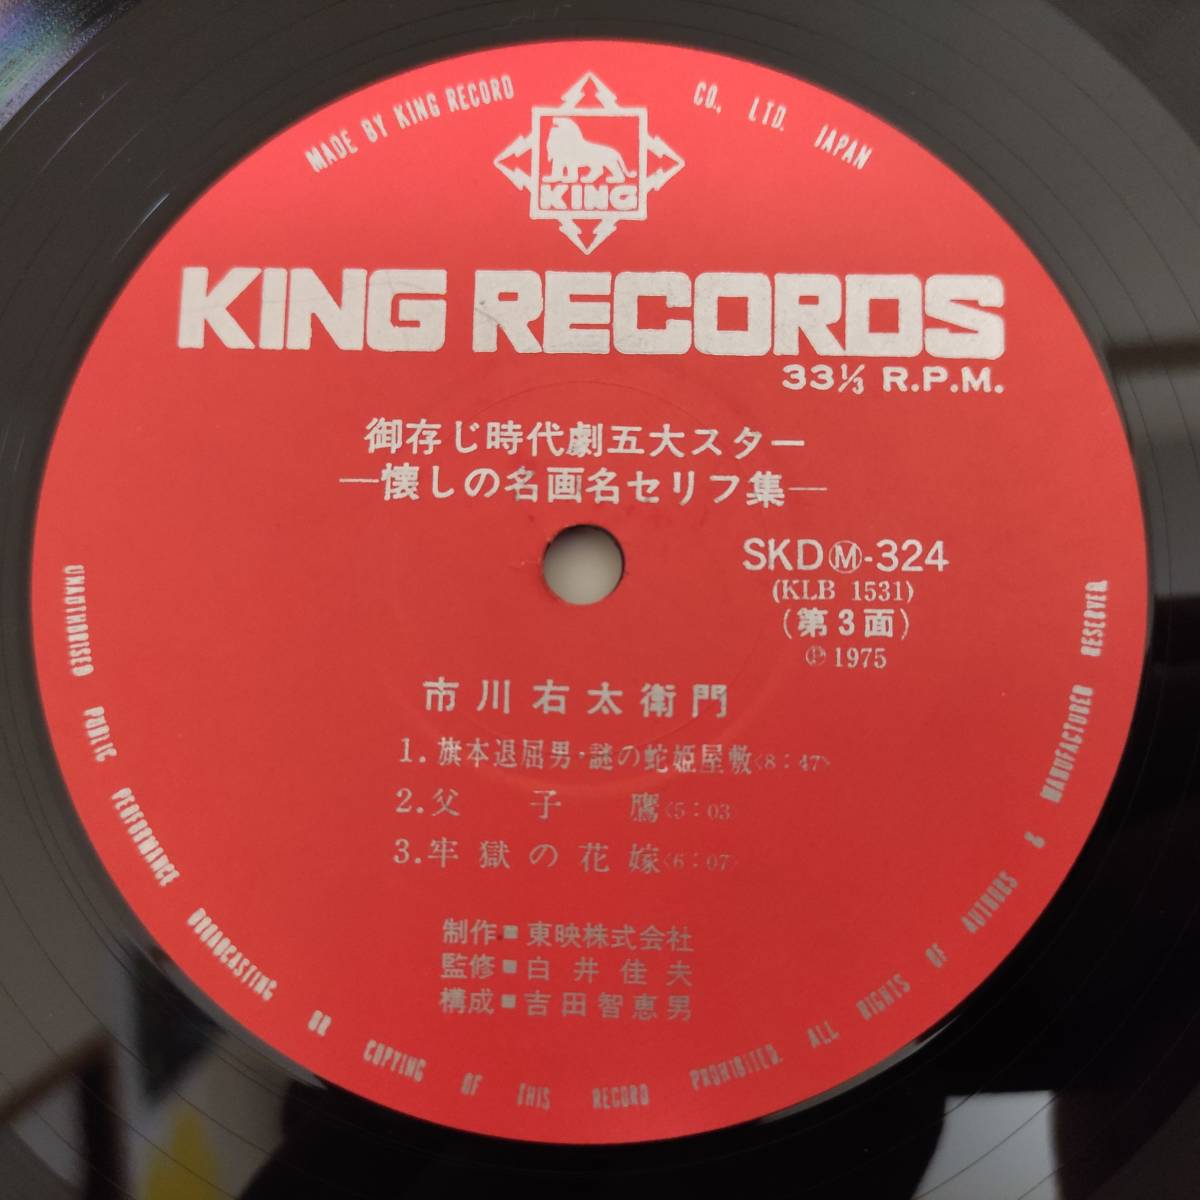 MADE BY KING RECORD CO., LTD. JAPAN
KING
KING RECORDS
33⅓ R.P.M.
御存じ時代劇五大スター
―懐しの名画名セリフ集―
SKDⓂ-324
(KLB 1531)
(第3面)
Ⓟ1975
市川右太衛門
1. 旗本退屈男・謎の蛇姫屋敷〈8:47〉
2. 父子鷹〈5:03〉
3. 牢獄の花嫁〈6:07〉
制作■東映株式会社
監修■白井佳夫
構成■吉田智恵男
UNAUTHORISED PUBLIC PERFORMANCE BROADCASTING OR COPYING OF THIS RECORD PROHIBITED. ALL RIGHTS OF AUTHORS & MANUFACTURER RESERVED